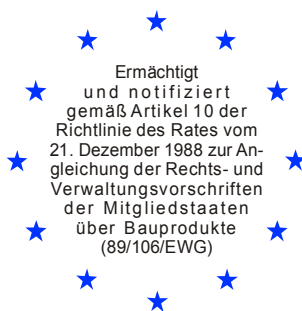 Ermächtigt
und notifiziert
gemäß Artikel 10 der
Richtlinie des Rates vom
21. Dezember 1988 zur An-
gleichung der Rechts- und
Verwaltungsvorschriften
der Mitgliedstaaten
über Bauprodukte
(89/106/EWG)